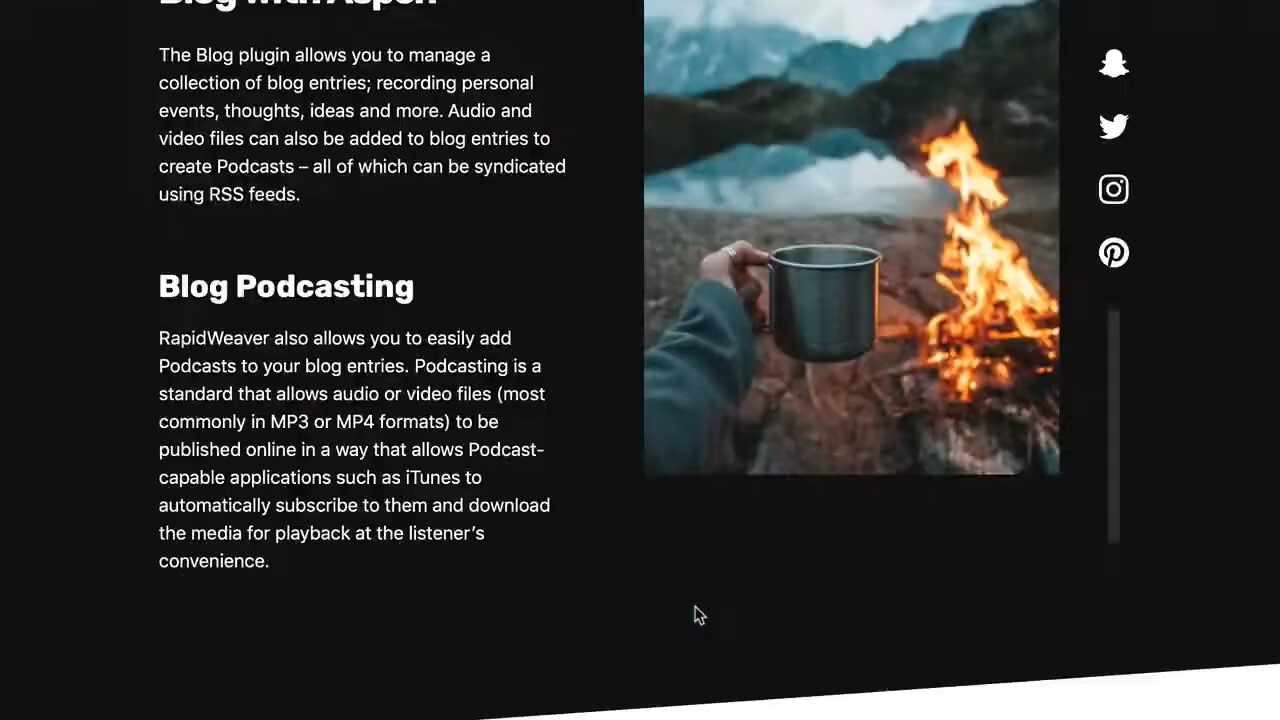 Blog with Aspen
The Blog plugin allows you to manage a
collection of blog entries; recording personal
events, thoughts, ideas and more. Audio and
video files can also be added to blog entries to
create Podcasts – all of which can be syndicated
using RSS feeds.
Blog Podcasting
RapidWeaver also allows you to easily add
Podcasts to your blog entries. Podcasting is a
standard that allows audio or video files (most
commonly in MP3 or MP4 formats) to be
published online in a way that allows Podcast-
capable applications such as iTunes to
automatically subscribe to them and download
the media for playback at the listener’s
convenience.